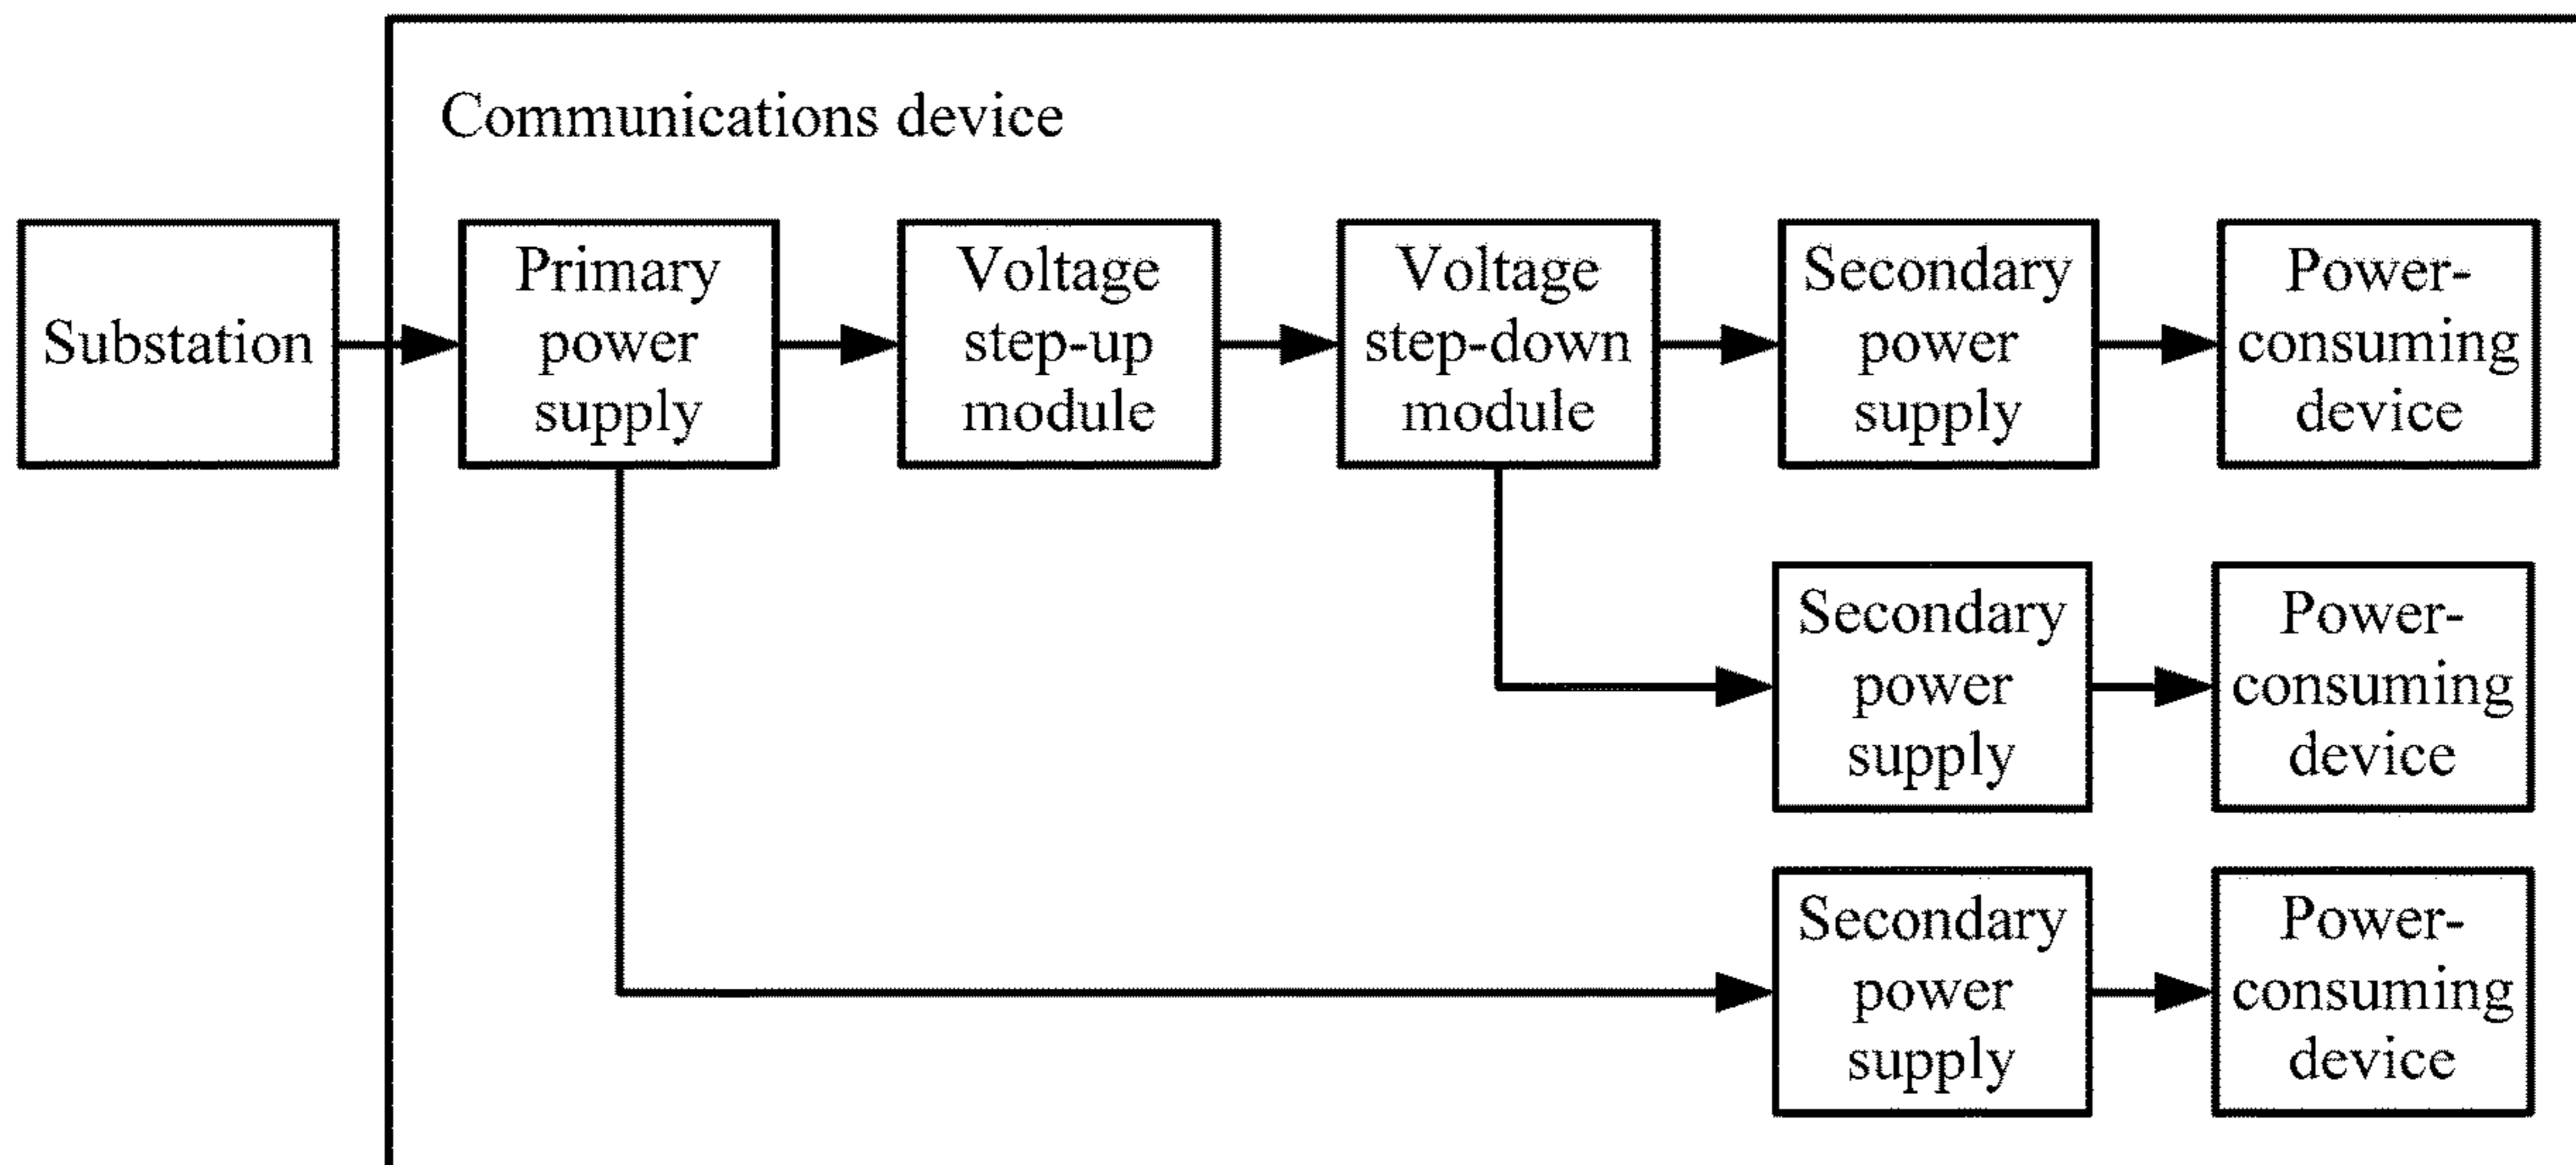 Communications device
Substation
Primary
power
supply
Voltage
step-up
module
Voltage
step-down
module
Secondary
power
supply
Power-
consuming
device
Secondary
power
supply
Power-
consuming
device
Secondary
power
supply
Power-
consuming
device